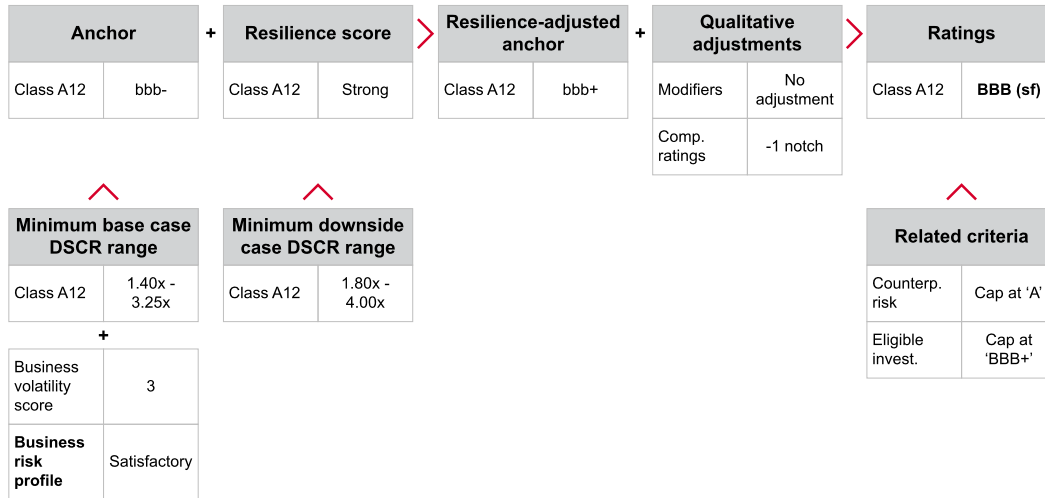 Anchor
+
Resilience score
Resilience-adjusted
anchor
+
Qualitative
adjustments
Ratings
Class A12
bbb-
Class A12
Strong
Class A12
bbb+
Modifiers
No
adjustment
Class A12
BBB (sf)
Comp.
ratings
-1 notch
Minimum base case
DSCR range
Class A12
1.40x -
3.25x
+
Business
volatility
score
3
Business
risk
profile
Satisfactory
Minimum downside
case DSCR range
Class A12
1.80x -
4.00x
Related criteria
Counterp.
risk
Cap at ‘A’
Eligible
invest.
Cap at
‘BBB+’